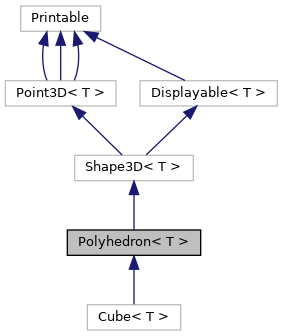 Printable
Point3D< T >
Displayable< T >
Shape3D< T >
Polyhedron< T >
Cube< T >